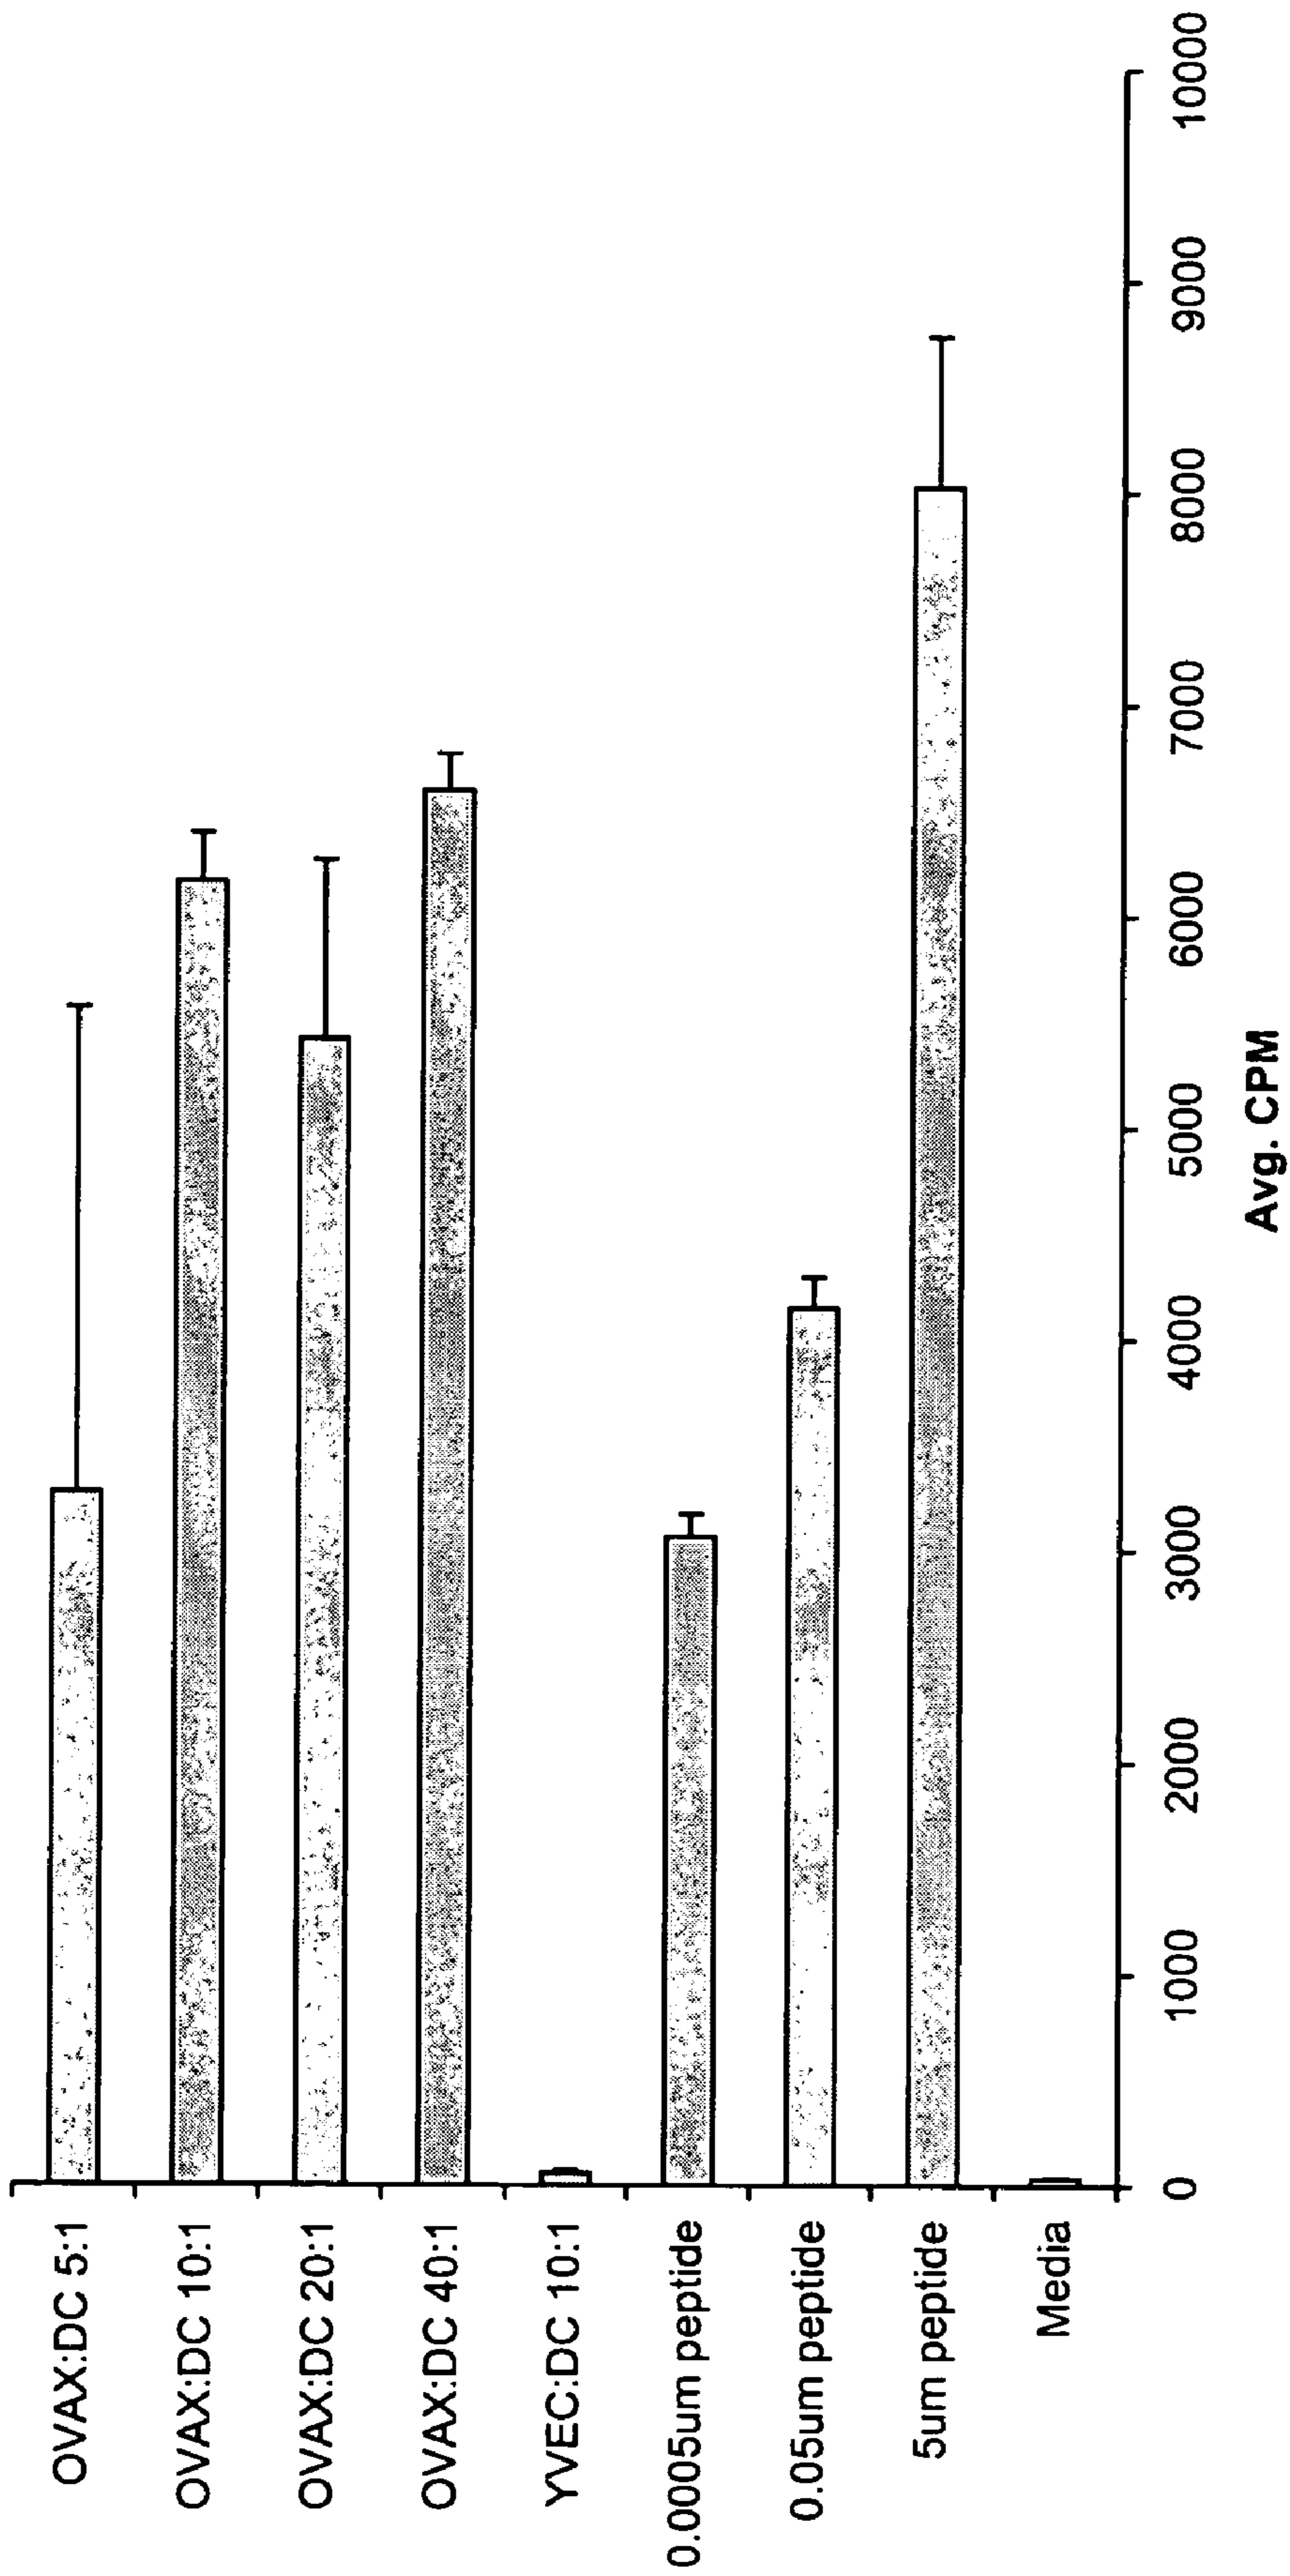 OVAX:DC 5:1
OVAX:DC 10:1
OVAX:DC 20:1
OVAX:DC 40:1
YVEC:DC 10:1
0.0005um peptide
0.05um peptide
5um peptide
Media
0 1000 2000 3000 4000 5000 6000 7000 8000 9000 10000
Avg. CPM